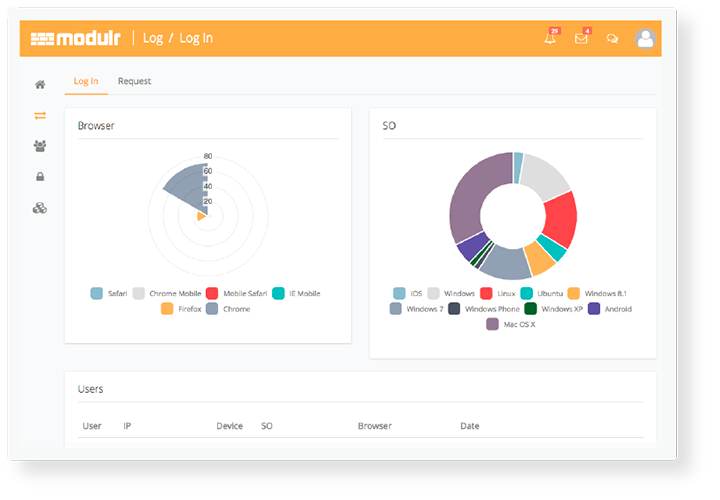 modulr Log / Log In 29 4
Log In Request
Browser
80
60
40
20
Safari Chrome Mobile Mobile Safari IE Mobile
Firefox Chrome
SO
iOS Windows Linux Ubuntu Windows 8.1
Windows 7 Windows Phone Windows XP Android
Mac OS X
Users
User IP Device SO Browser Date